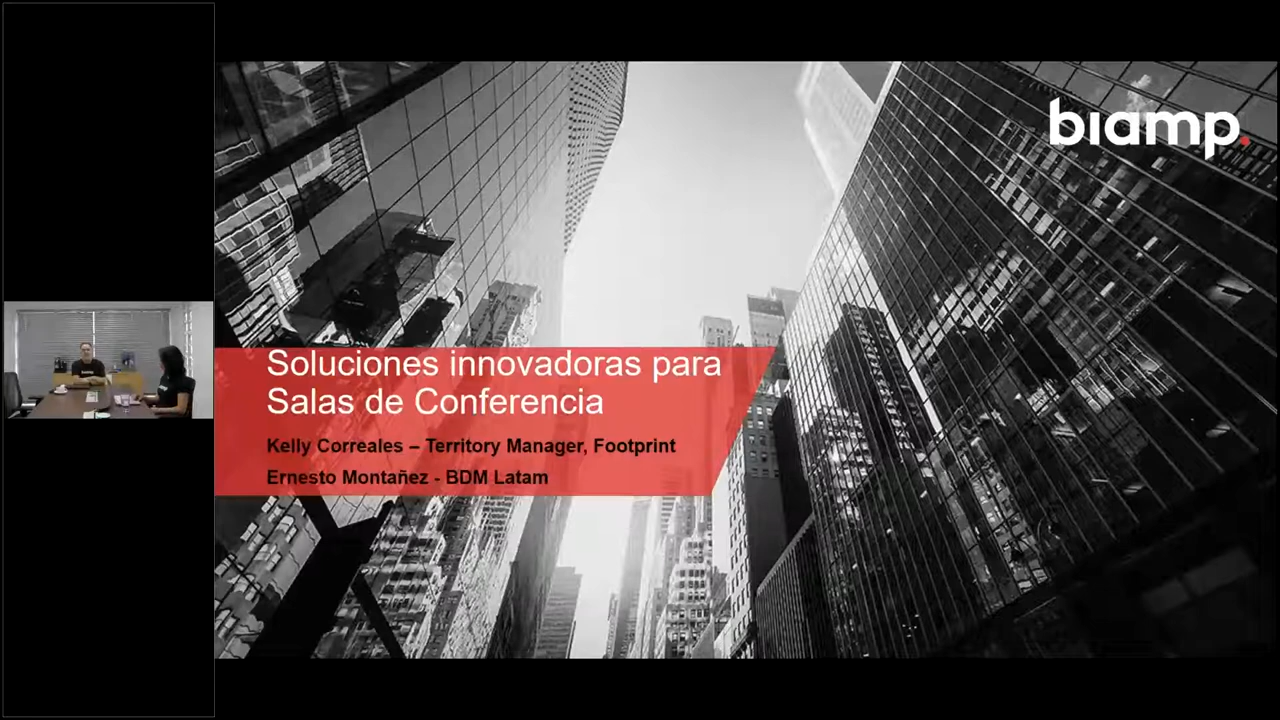 biamp.
Soluciones innovadoras para
Salas de Conferencia
Kelly Correales – Territory Manager, Footprint
Ernesto Montañez - BDM Latam